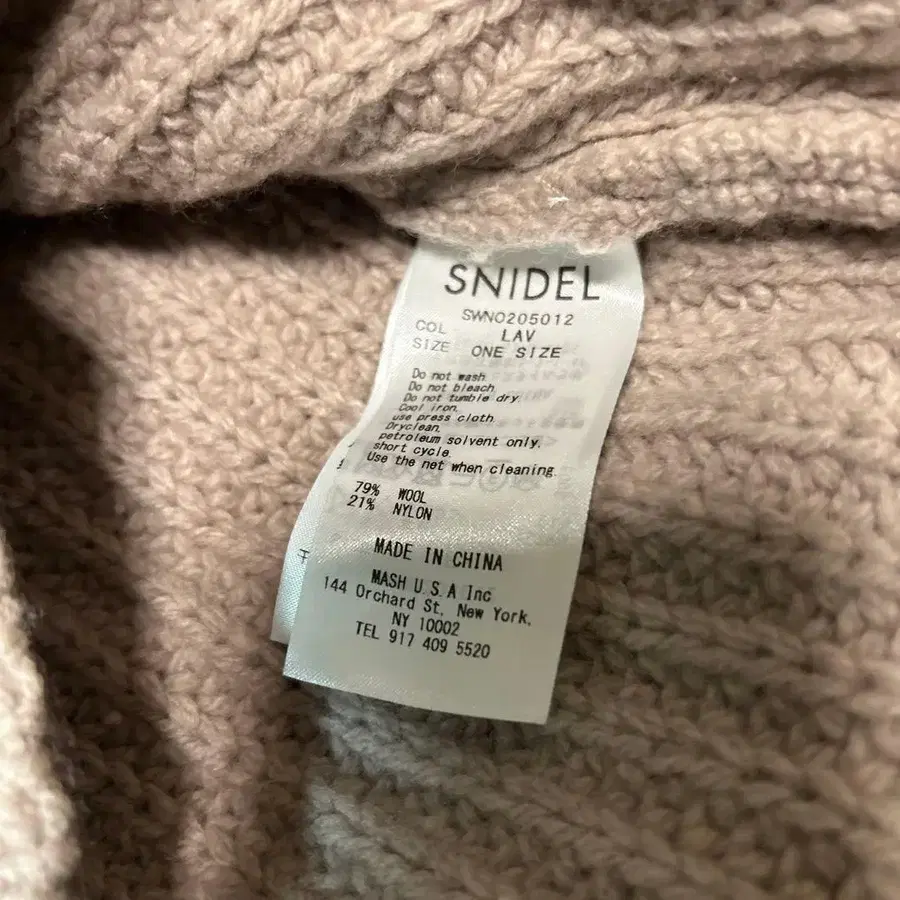 SNIDEL
SWNO205012
COL LAV
SIZE ONE SIZE
Do not wash.
Do not bleach.
Do not tumble dry.
Cool iron.
use press cloth.
Dryclean.
petroleum solvent only.
short cycle.
Use the net when cleaning.
79% WOOL
21% NYLON
MADE IN CHINA
MASH U.S.A Inc
144 Orchard St, New York,
NY 10002
TEL 917 409 5520